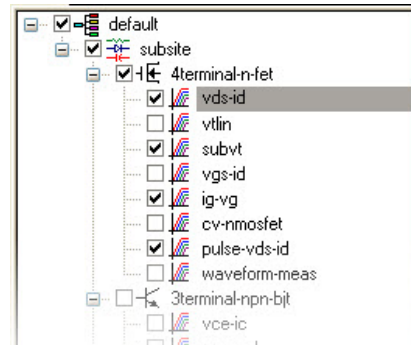 default
subsite
4terminal-n-fet
vds-id
vtlin
subvt
vgs-id
ig-vg
cv-nmosfet
pulse-vds-id
waveform-meas
3terminal-npn-bjt
vce-ic